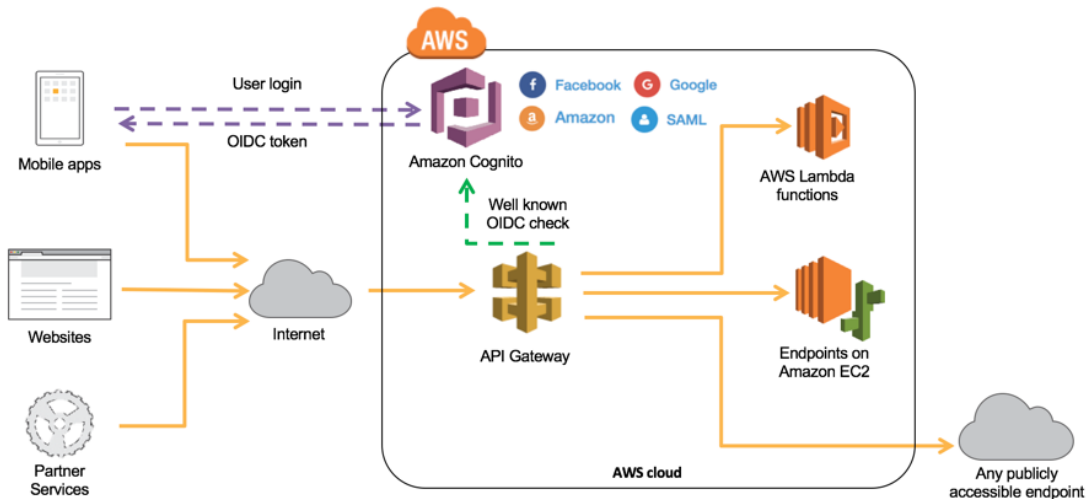 AWS
User login
OIDC token
Mobile apps
Facebook
Google
Amazon
SAML
Amazon Cognito
AWS Lambda
functions
Well known
OIDC check
Websites
Internet
API Gateway
Endpoints on
Amazon EC2
Partner
Services
AWS cloud
Any publicly
accessible endpoint